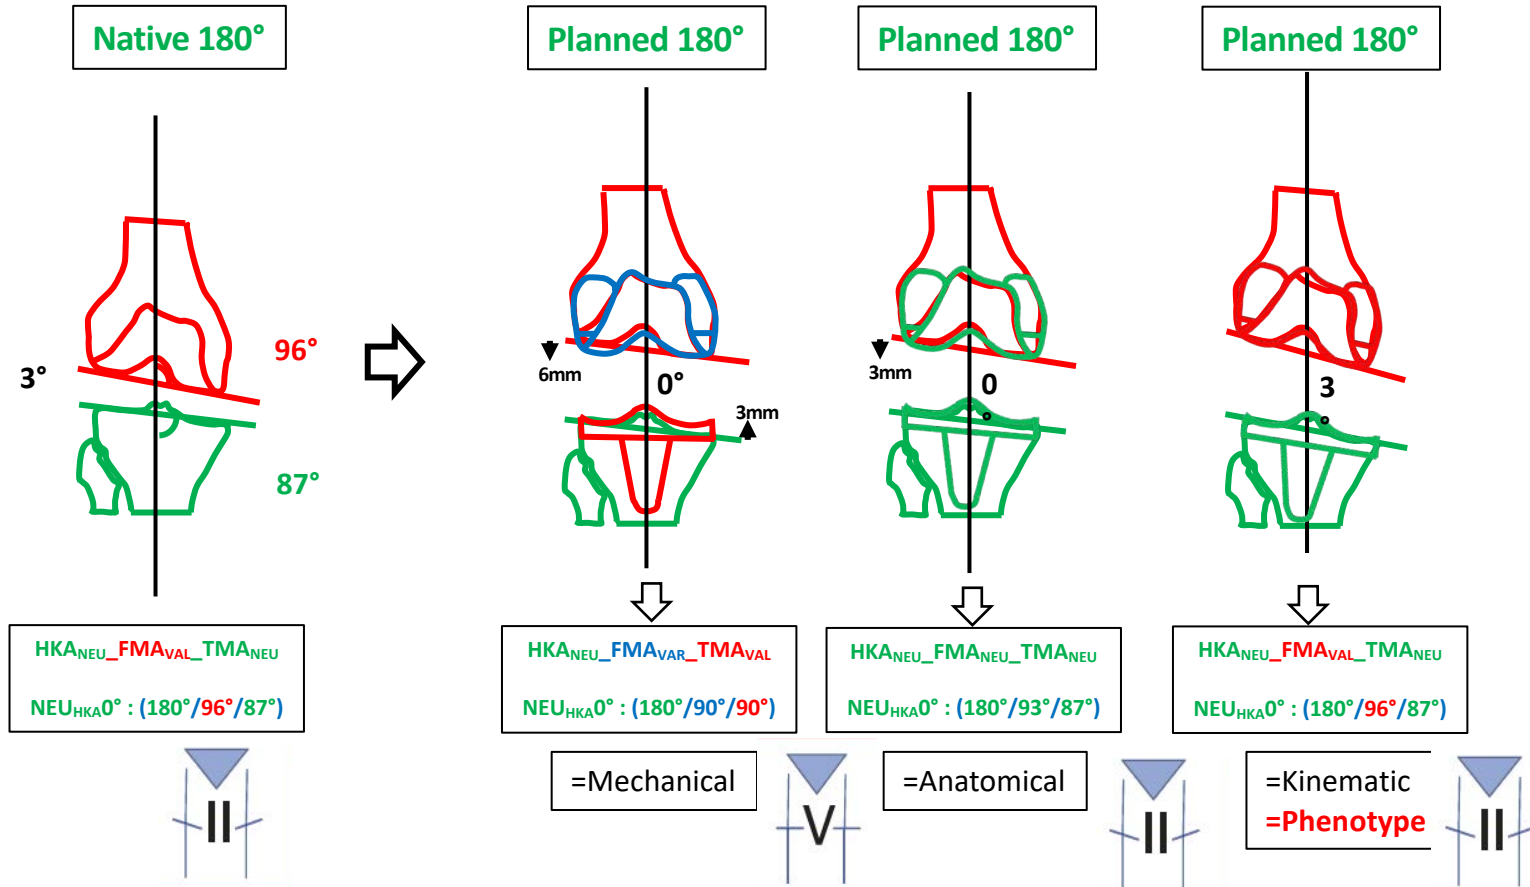 Native 180°
Planned 180°
Planned 180°
Planned 180°
3°
96°
87°
6mm
0°
3mm
3mm
0
°
3
°
HKANEU_FMAVAL_TMANEU
NEUHKA0° : (180°/96°/87°)
HKANEU_FMAVAR_TMAVAL
NEUHKA0° : (180°/90°/90°)
HKANEU_FMANEU_TMANEU
NEUHKA0° : (180°/93°/87°)
HKANEU_FMAVAL_TMANEU
NEUHKA0° : (180°/96°/87°)
II
=Mechanical
V
=Anatomical
II
=Kinematic
=Phenotype
II